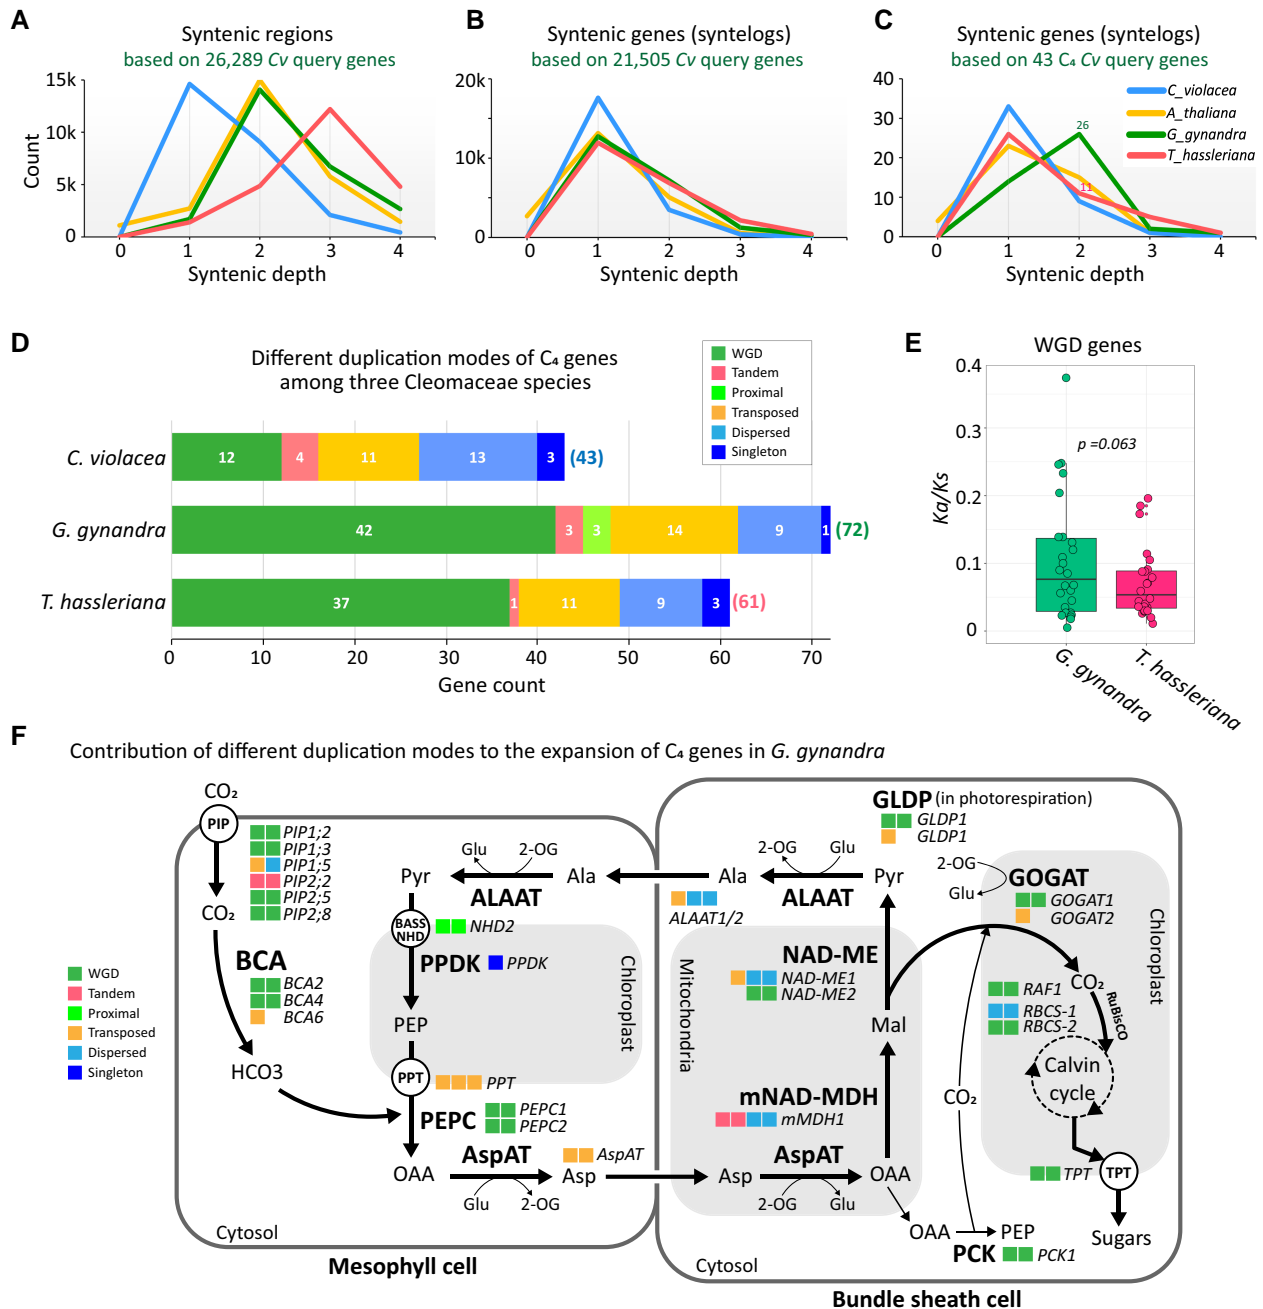 A
Syntenic regions
based on 26,289 Cv query genes
15k
10k
5k
0
Count
0 1 2 3 4
Syntenic depth
B
Syntenic genes (syntelogs)
based on 21,505 Cv query genes
20k
10k
0
0 1 2 3 4
Syntenic depth
C
Syntenic genes (syntelogs)
based on 43 C₄ Cv query genes
40
30
20
10
0
26
11
C_violacea
A_thaliana
G_gynandra
T_hassleriana
0 1 2 3 4
Syntenic depth
D
Different duplication modes of C₄ genes
among three Cleomaceae species
WGD
Tandem
Proximal
Transposed
Dispersed
Singleton
C. violacea 12 4 11 13 3 (43)
G. gynandra 42 3 3 14 9 1 (72)
T. hassleriana 37 1 11 9 3 (61)
0 10 20 30 40 50 60 70
Gene count
E
WGD genes
0.4
0.3
0.2
0.1
0
Ka/Ks
p =0.063
G. gynandra
T. hassleriana
F
Contribution of different duplication modes to the expansion of C₄ genes in G. gynandra
CO₂
PIP
PIP1;2
PIP1;3
PIP1;5
PIP2;2
PIP2;5
PIP2;8
CO₂
BCA
BCA2
BCA4
BCA6
HCO3
WGD
Tandem
Proximal
Transposed
Dispersed
Singleton
Glu 2-OG
Pyr Ala
ALAAT
BASS
NHD
NHD2
PPDK PPDK
Chloroplast
PEP
PPT
PPT
PEPC
PEPC1
PEPC2
AspAT
AspAT
OAA Asp
Glu 2-OG
Cytosol
Mesophyll cell
GLDP (in photorespiration)
GLDP1
GLDP1
2-OG Glu
Ala Pyr
ALAAT
ALAAT1/2
2-OG
Glu
GOGAT
GOGAT1
GOGAT2
Chloroplast
Mitochondria
NAD-ME
NAD-ME1
NAD-ME2
CO₂
RuBisCO
RAF1
RBCS-1
RBCS-2
Mal
Calvin
cycle
CO₂
mNAD-MDH
mMDH1
AspAT
Asp OAA
2-OG Glu
TPT
TPT
OAA PEP
PCK PCK1
Sugars
Cytosol
Bundle sheath cell